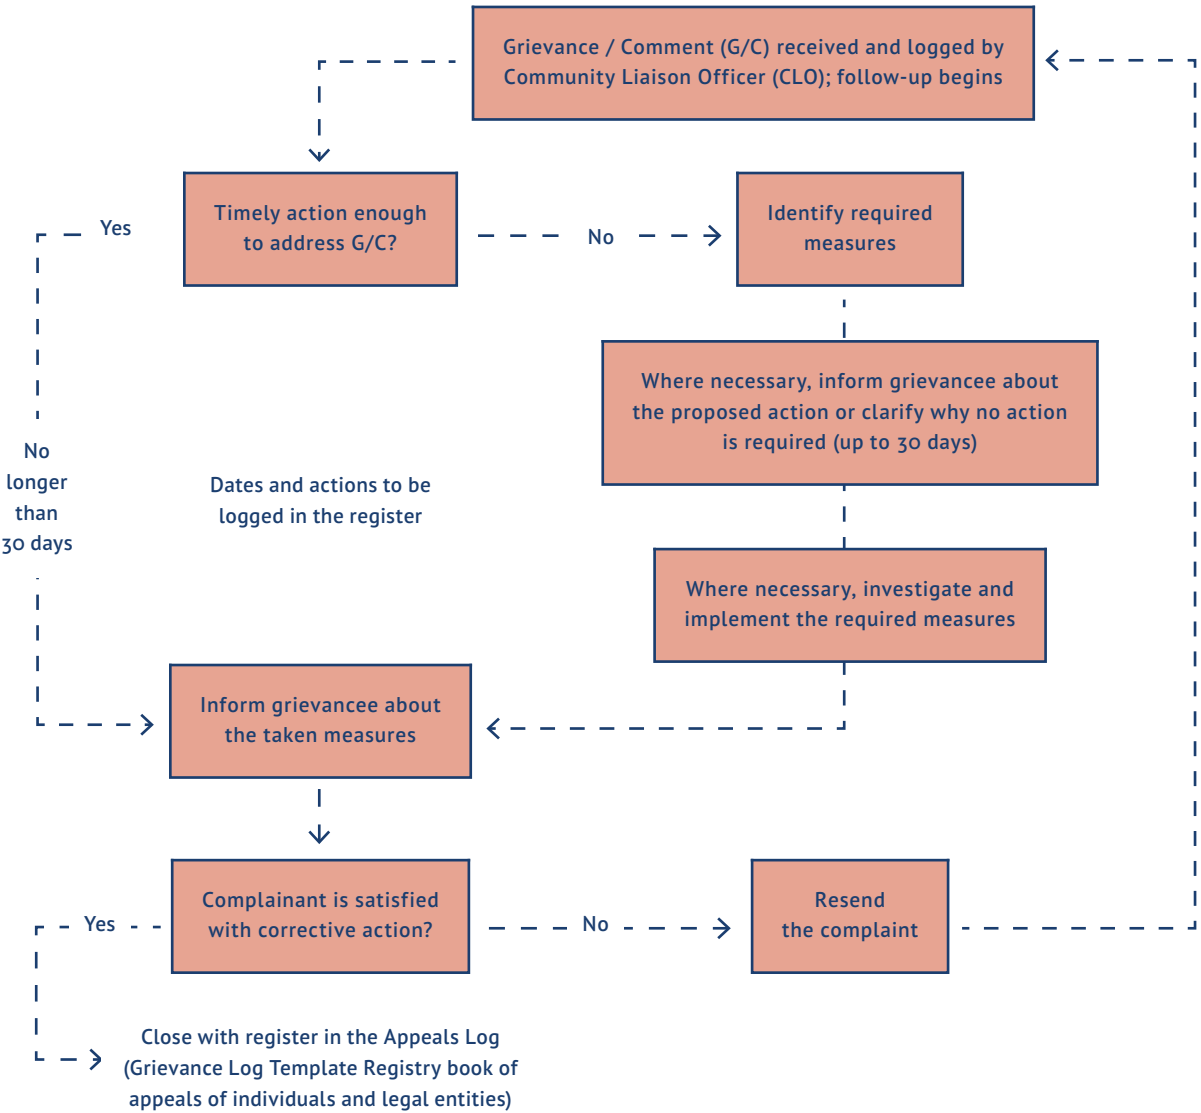 Grievance / Comment (G/C) received and logged by
Community Liaison Officer (CLO); follow-up begins
Timely action enough
to address G/C?
Yes
No
Identify required
measures
Where necessary, inform grievancee about
the proposed action or clarify why no action
is required (up to 30 days)
No
longer
than
30 days
Dates and actions to be
logged in the register
Where necessary, investigate and
implement the required measures
Inform grievancee about
the taken measures
Complainant is satisfied
with corrective action?
Yes
No
Resend
the complaint
Close with register in the Appeals Log
(Grievance Log Template Registry book of
appeals of individuals and legal entities)